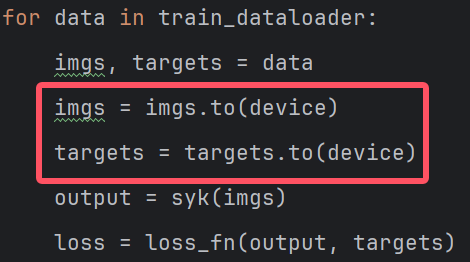 for data in train_dataloader:
imgs, targets = data
imgs = imgs.to(device)
targets = targets.to(device)
output = syk(imgs)
loss = loss_fn(output, targets)